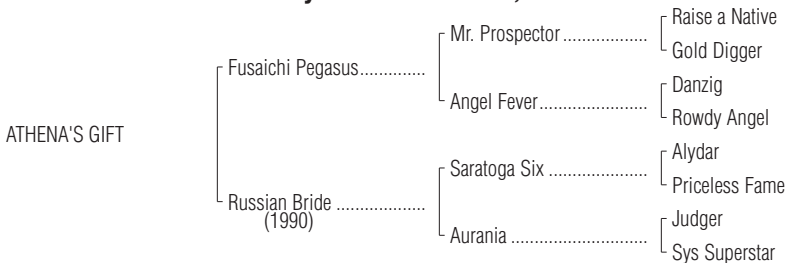 Raise a Native
Mr. Prospector....................
Gold Digger
Fusaichi Pegasus..............
Danzig
Angel Fever.........................
Rowdy Angel
ATHENA'S GIFT
Alydar
Saratoga Six .......................
Priceless Fame
Russian Bride ...................
(1990)
Judger
Aurania ...............................
Sys Superstar